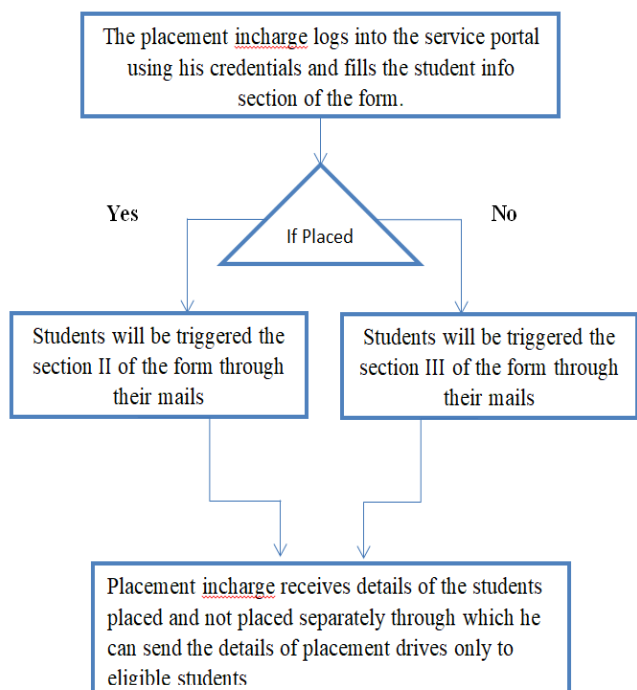 The placement incharge logs into the service portal
using his credentials and fills the student info
section of the form.
If Placed
Yes
No
Students will be triggered the
section II of the form through
their mails
Students will be triggered the
section III of the form through
their mails
Placement incharge receives details of the students
placed and not placed separately through which he
can send the details of placement drives only to
eligible students